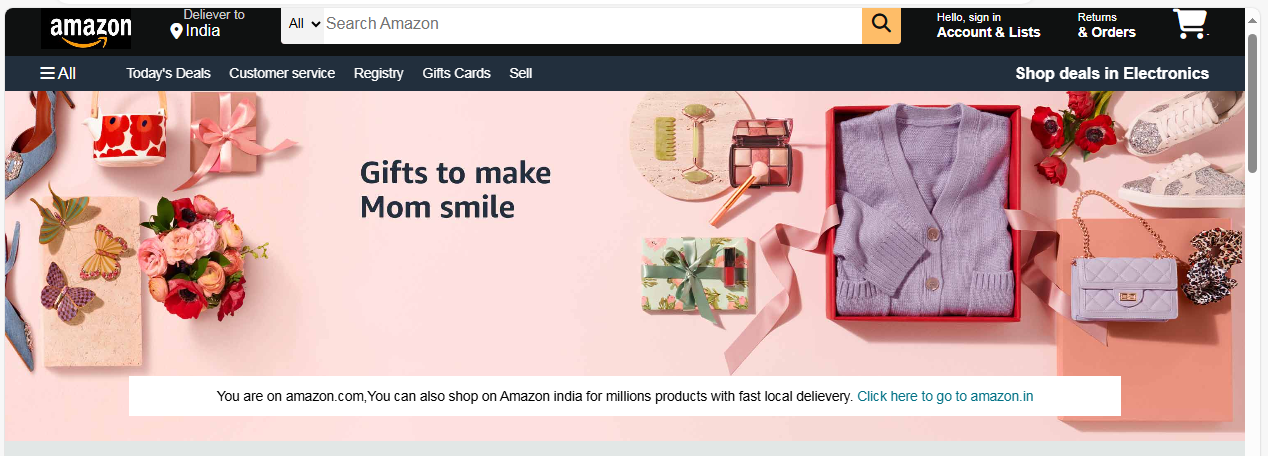 amazon
Deliever to
India
All
Search Amazon
Hello, sign in
Account & Lists
Returns
& Orders
All
Today's Deals
Customer service
Registry
Gifts Cards
Sell
Shop deals in Electronics
Gifts to make
Mom smile
You are on amazon.com,You can also shop on Amazon india for millions products with fast local delievery. Click here to go to amazon.in